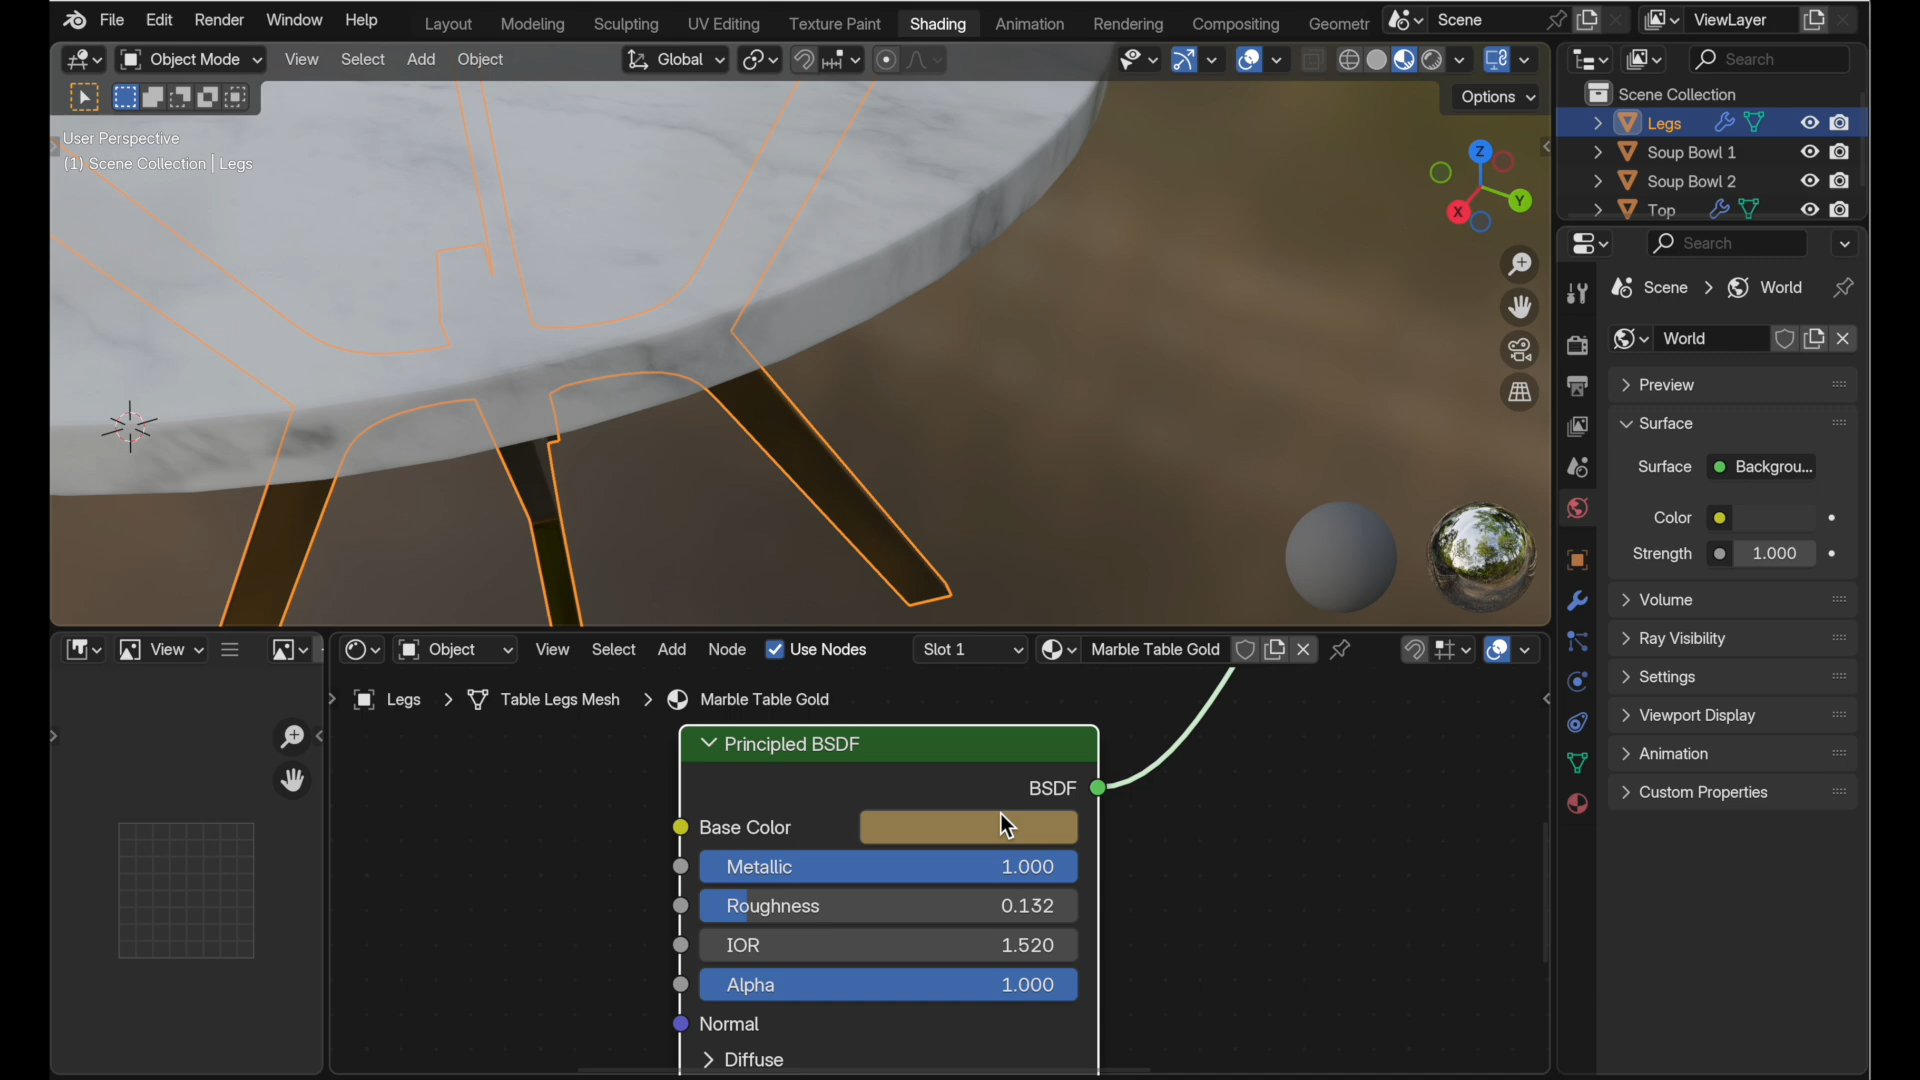 File Edit Render Window Help
Layout Modeling Sculpting UV Editing Texture Paint Shading Animation Rendering Compositing Geometr
Scene
ViewLayer
Object Mode View Select Add Object
Global
Search
Options
User Perspective
(1) Scene Collection | Legs
Z
Y
X
Scene Collection
Legs
Soup Bowl 1
Soup Bowl 2
Top
Search
Scene World
World
Preview
Surface
Surface Backgrou...
Color
Strength 1.000
Volume
Ray Visibility
Settings
Viewport Display
Animation
Custom Properties
View
Object View Select Add Node Use Nodes Slot 1 Marble Table Gold
Legs Table Legs Mesh Marble Table Gold
Principled BSDF
BSDF
Base Color
Metallic 1.000
Roughness 0.132
IOR 1.520
Alpha 1.000
Normal
Diffuse